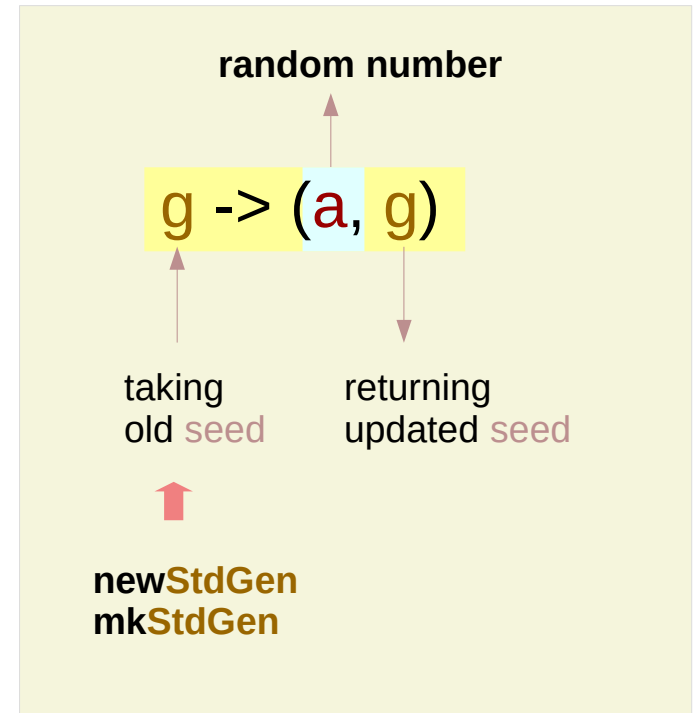 random number
g -> (a, g)
taking
old seed
returning
updated seed
newStdGen
mkStdGen